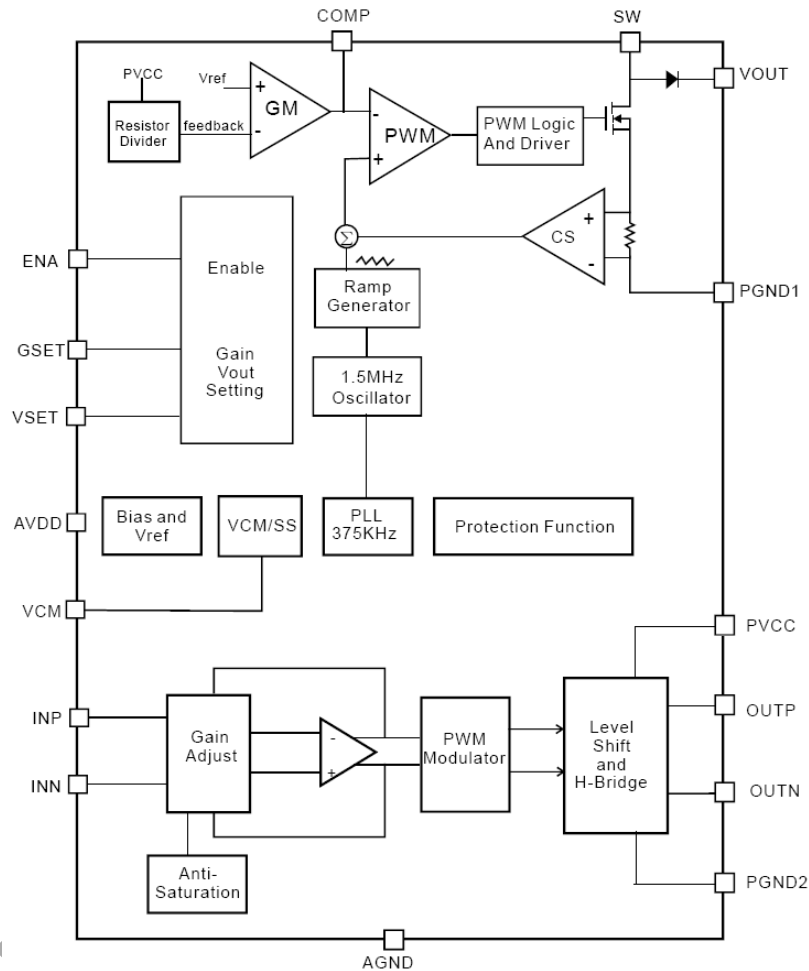 COMP
SW
PVCC
Vref
+
GM
-
Resistor
Divider
feedback
-
PWM
+
PWM Logic
And Driver
VOUT
Σ
CS
+
-
PGND1
ENA
Enable
Ramp
Generator
GSET
Gain
Vout
Setting
VSET
1.5MHz
Oscillator
AVDD
Bias and
Vref
VCM/SS
PLL
375KHz
Protection Function
VCM
PVCC
INP
Gain
Adjust
-
+
PWM
Modulator
Level
Shift
and
H-Bridge
OUTP
INN
OUTN
Anti-
Saturation
PGND2
AGND